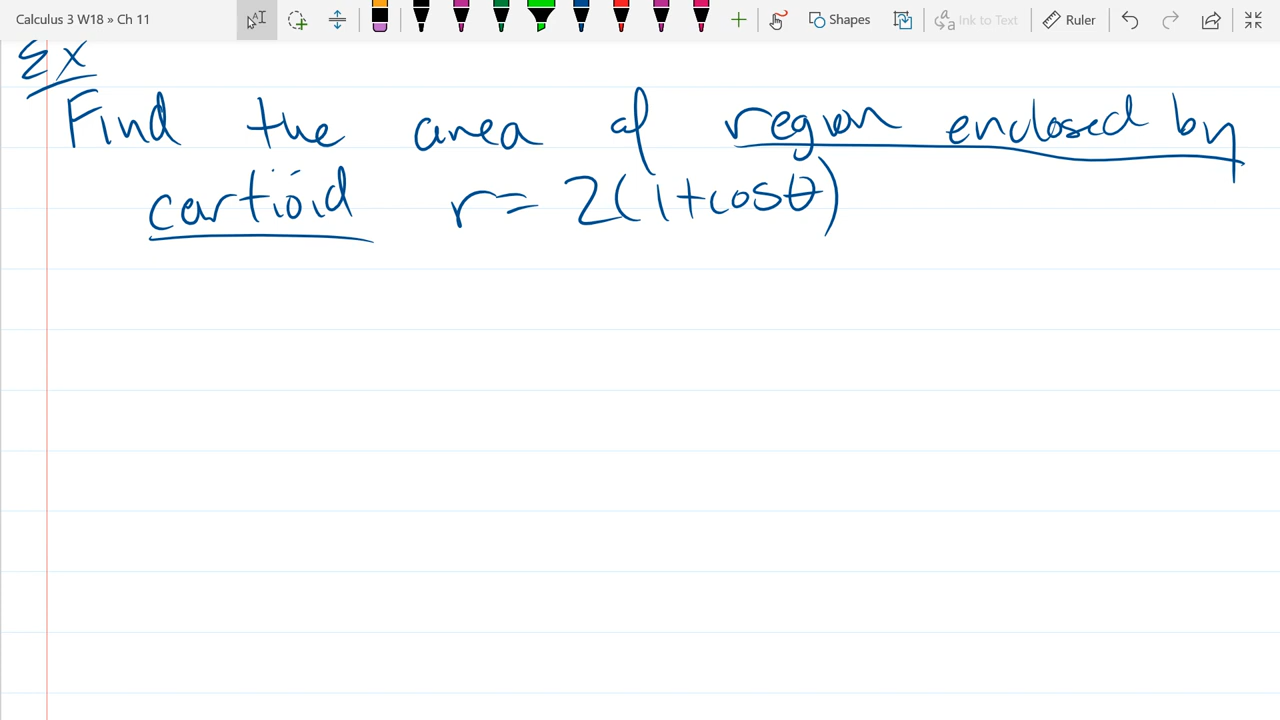 Calculus 3 W18 » Ch 11
Shapes
Ink to Text
Ruler
Ex
Find the area of region enclosed by
cartioid r = 2(1+cosθ)